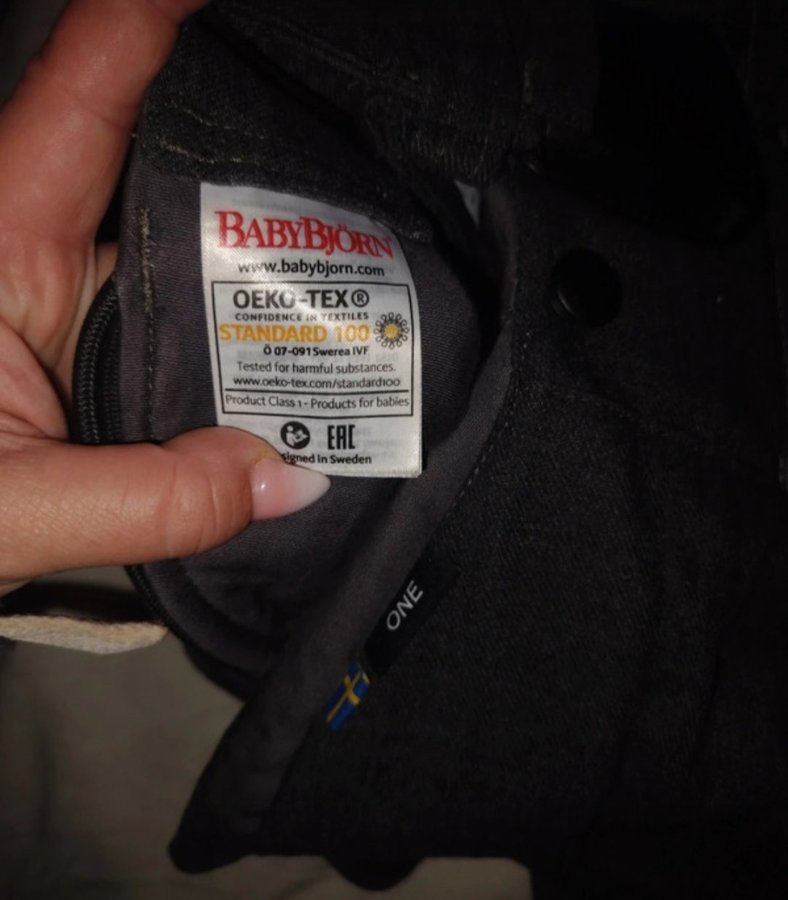 BABYBJÖRN
www.babybjorn.com
OEKO-TEX®
CONFIDENCE IN TEXTILES
STANDARD 100
Ö 07-091 Swerea IVF
Tested for harmful substances.
www.oeko-tex.com/standard100
Product Class 1 - Products for babies
EAC
signed in Sweden
ONE